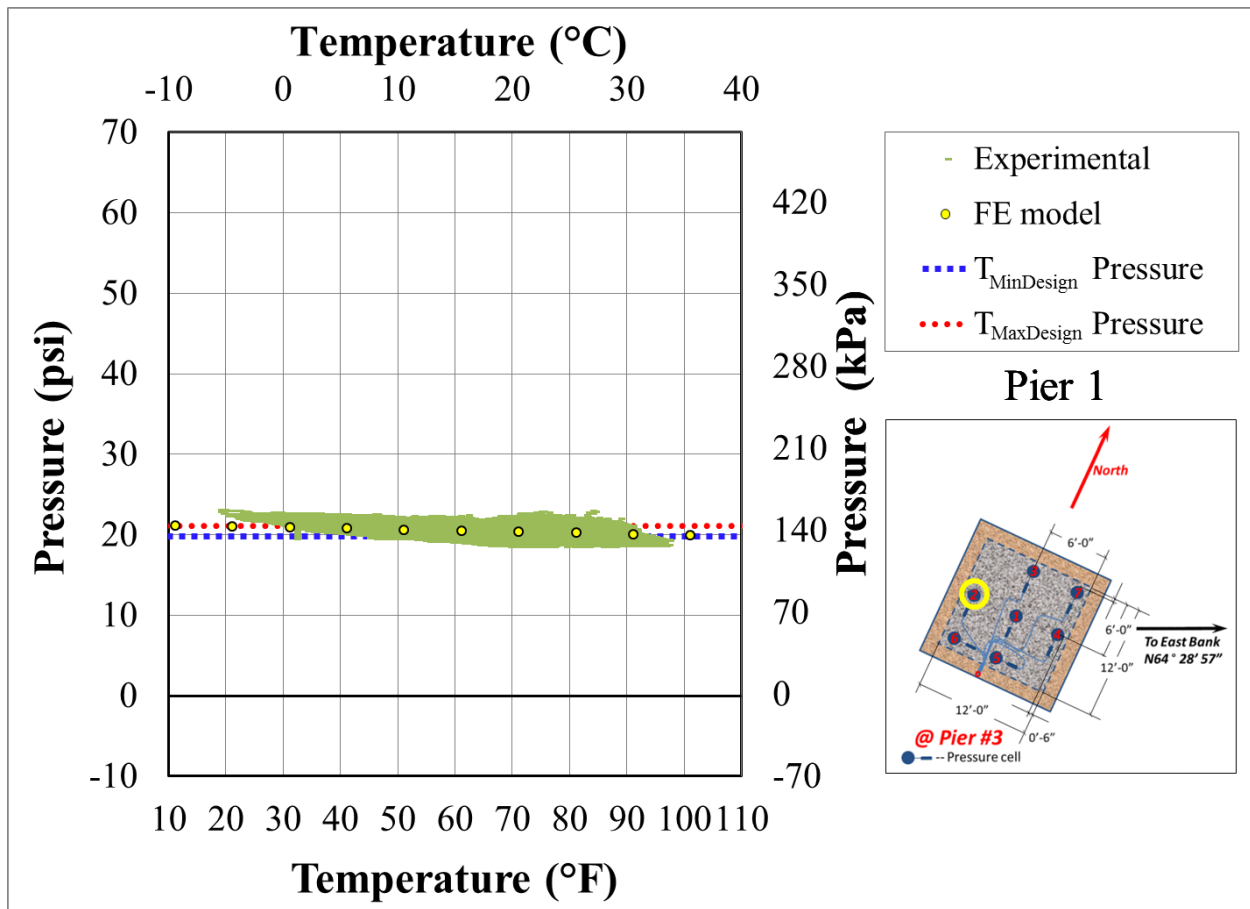 Temperature (°C)
-10 0 10 20 30 40
70
60
50
40
30
20
10
0
-10
Pressure (psi)
420
350
280
210
140
70
0
-70
Pressure (kPa)
10 20 30 40 50 60 70 80 90 100 110
Temperature (°F)
Experimental
FE model
TMinDesign Pressure
TMaxDesign Pressure
Pier 1
North
6'-0"
2
6'-0"
To East Bank
N64° 28' 57"
12'-0"
12'-0"
0'-6"
@ Pier #3
-- Pressure cell